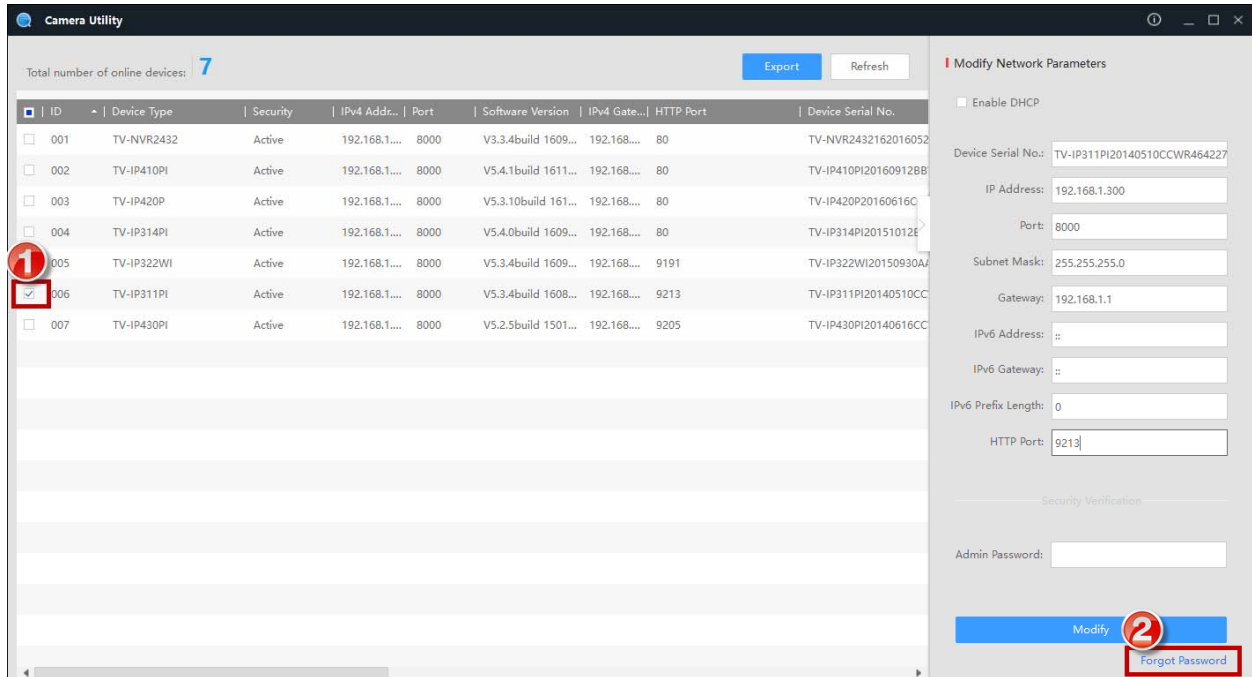 Camera Utility
Total number of online devices: 7
Export
Refresh
ID | Device Type | Security | IPv4 Addr... | Port | Software Version | IPv4 Gate... | HTTP Port | Device Serial No.
001 TV-NVR2432 Active 192.168.1.... 8000 V3.3.4build 1609... 192.168.... 80 TV-NVR2432162016052
002 TV-IP410PI Active 192.168.1.... 8000 V5.4.1build 1611... 192.168.... 80 TV-IP410PI20160912BB
003 TV-IP420P Active 192.168.1.... 8000 V5.3.10build 161... 192.168.... 80 TV-IP420P20160616C
004 TV-IP314PI Active 192.168.1.... 8000 V5.4.0build 1609... 192.168.... 80 TV-IP314PI20151012E
1
005 TV-IP322WI Active 192.168.1.... 8000 V5.3.4build 1609... 192.168.... 9191 TV-IP322WI20150930AA
006 TV-IP311PI Active 192.168.1.... 8000 V5.3.4build 1608... 192.168.... 9213 TV-IP311PI20140510CC
007 TV-IP430PI Active 192.168.1.... 8000 V5.2.5build 1501... 192.168.... 9205 TV-IP430PI20140616CC
Modify Network Parameters
Enable DHCP
Device Serial No.: TV-IP311PI20140510CCWR464227
IP Address: 192.168.1.300
Port: 8000
Subnet Mask: 255.255.255.0
Gateway: 192.168.1.1
IPv6 Address: ::
IPv6 Gateway: ::
IPv6 Prefix Length: 0
HTTP Port: 9213
Security Verification
Admin Password:
Modify
2
Forgot Password